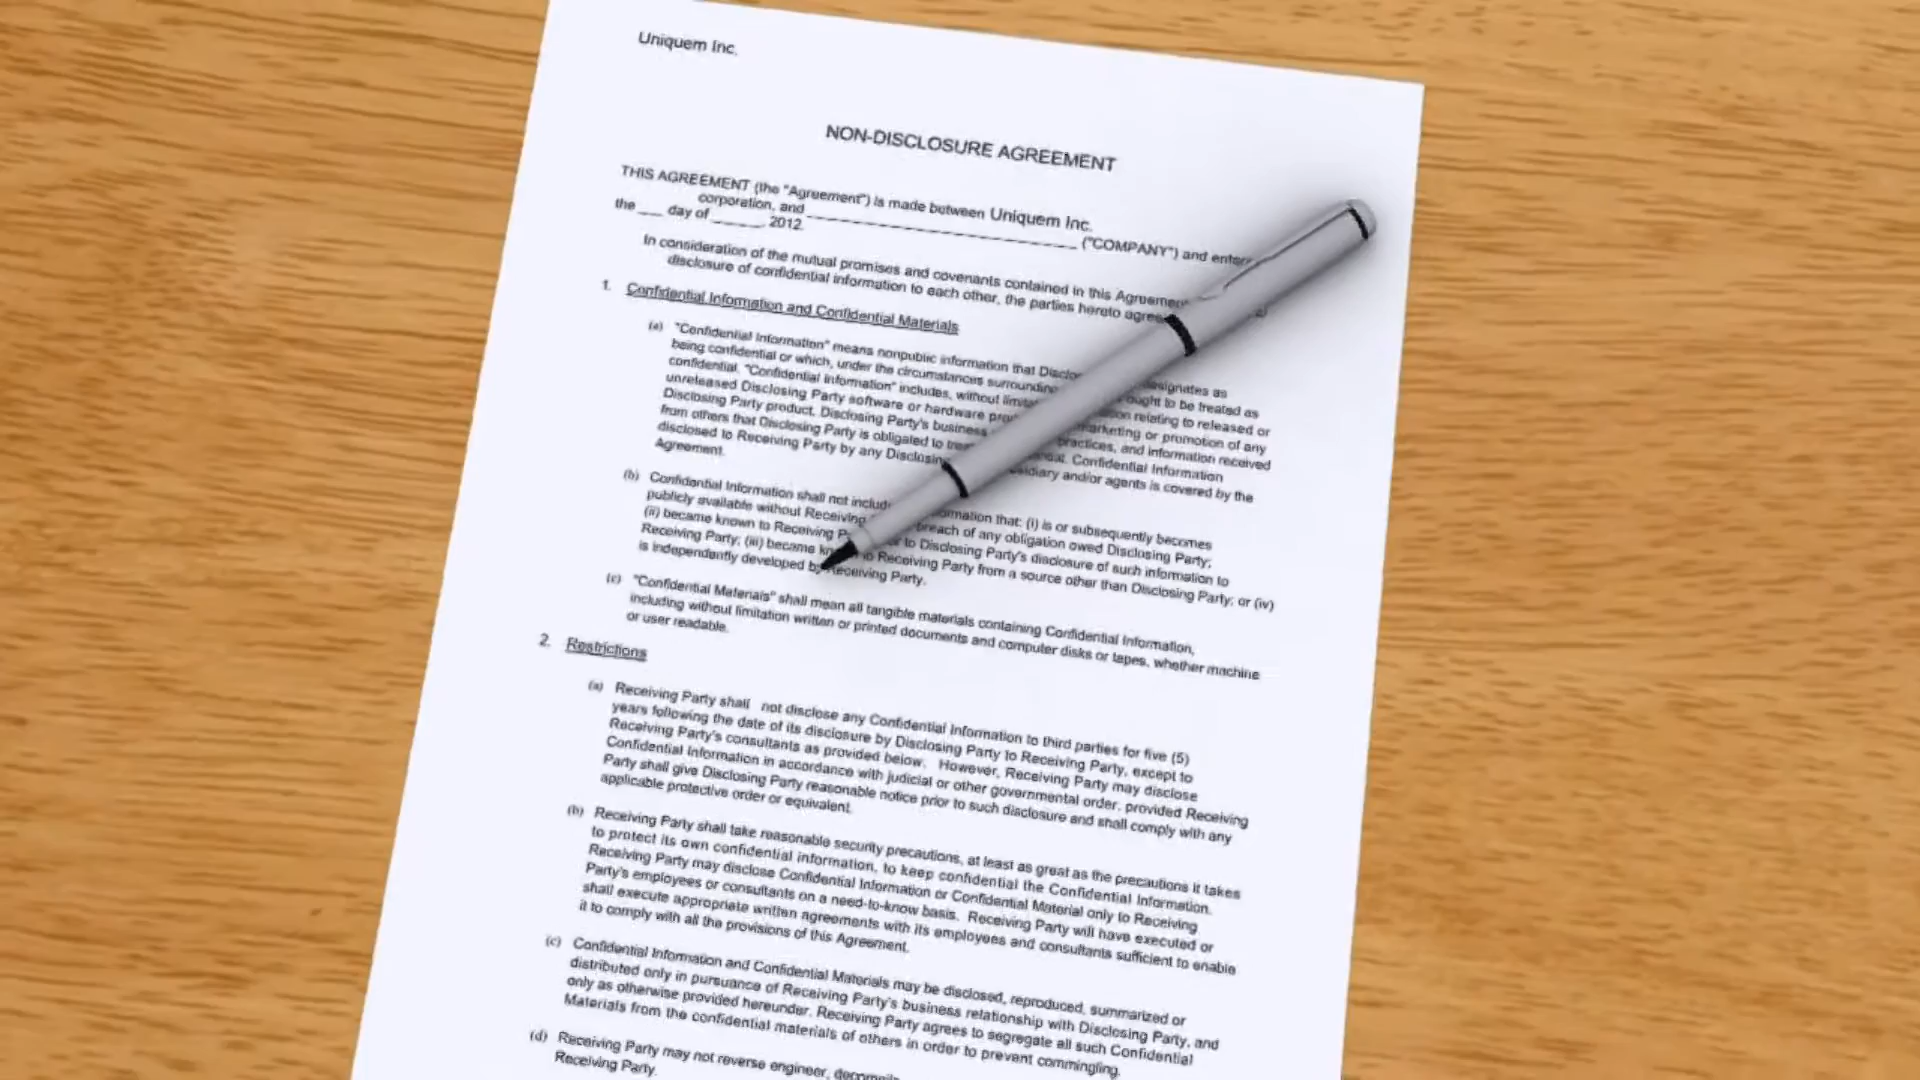 Uniquem Inc.
NON-DISCLOSURE AGREEMENT
THIS AGREEMENT (the "Agreement") is made between Uniquem Inc.
corporation, and ("COMPANY") and
the ___ day of ______, 2012.
In consideration of the mutual promises and covenants contained in this
disclosure of confidential information to each other, the parties hereto
1. Confidential Information and Confidential Materials
(a) "Confidential Information" means nonpublic information that designates as
being confidential or which, under the circumstances ought to be treated as
confidential. "Confidential Information" includes, without relating to released or
unreleased Disclosing Party software or hardware marketing or promotion of any
Disclosing Party product, Disclosing Party's business practices, and information received
from others that Disclosing Party is obligated to Confidential Information
disclosed to Receiving Party by any and/or agents is covered by the
Agreement.
(b) Confidential Information shall not that: (i) is or subsequently becomes
publicly available without Receiving breach of any obligation owed Disclosing Party;
(ii) became known to Receiving to Disclosing Party's disclosure of such information to
Receiving Party; (iii) became Receiving Party from a source other than Disclosing Party; or (iv)
is independently developed by Receiving Party.
(c) "Confidential Materials" shall mean all tangible materials containing Confidential Information,
including without limitation written or printed documents and computer disks or tapes, whether machine
or user readable.
2. Restrictions
(a) Receiving Party shall not disclose any Confidential Information to third parties for five (5)
years following the date of its disclosure by Disclosing Party to Receiving Party, except to
Receiving Party's consultants as provided below. However, Receiving Party may disclose
Confidential Information in accordance with judicial or other governmental order, provided Receiving
Party shall give Disclosing Party reasonable notice prior to such disclosure and shall comply with any
applicable protective order or equivalent.
(b) Receiving Party shall take reasonable security precautions, at least as great as the precautions it takes
to protect its own confidential information, to keep confidential the Confidential Information.
Receiving Party may disclose Confidential Information or Confidential Material only to Receiving
Party's employees or consultants on a need-to-know basis. Receiving Party will have executed or
shall execute appropriate written agreements with its employees and consultants sufficient to enable
it to comply with all the provisions of this Agreement.
(c) Confidential Information and Confidential Materials may be disclosed, reproduced, summarized or
distributed only in pursuance of Receiving Party's business relationship with Disclosing Party, and
only as otherwise provided hereunder. Receiving Party agrees to segregate all such Confidential
Materials from the confidential materials of others in order to prevent commingling.
(d) Receiving Party may not reverse engineer,
Receiving Party.